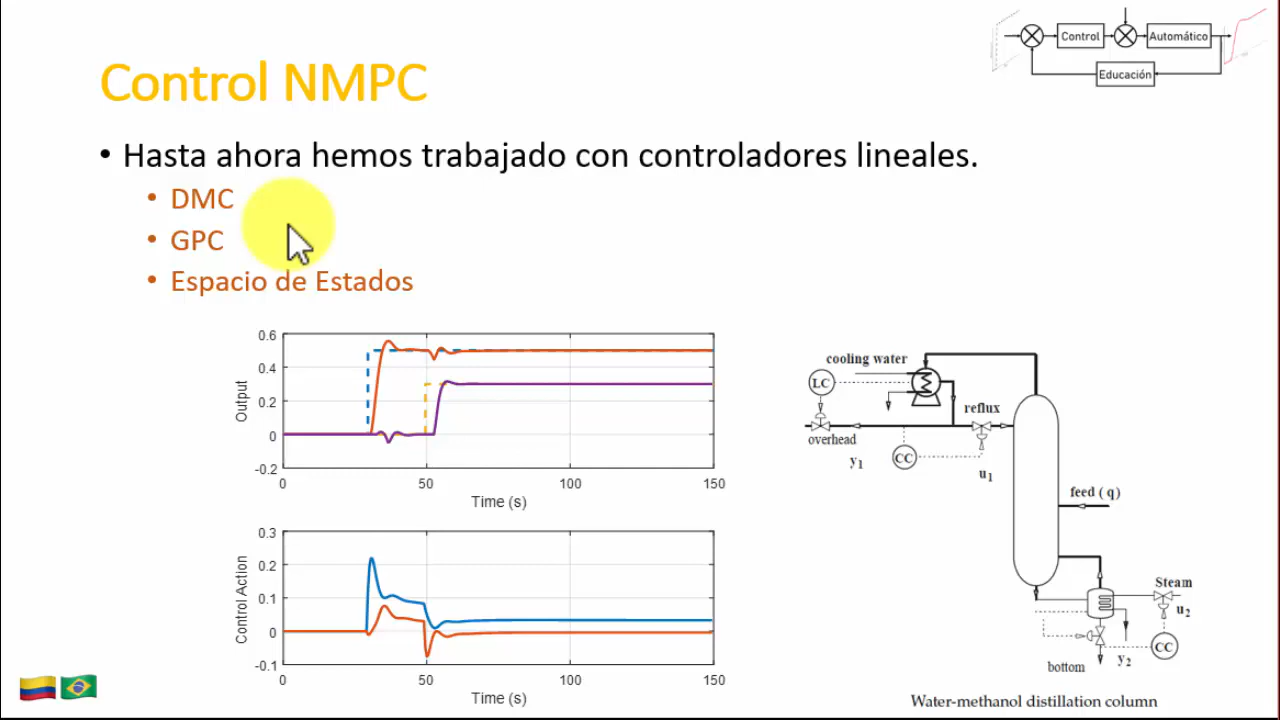 Control
Automático
Educación
Control NMPC
• Hasta ahora hemos trabajado con controladores lineales.
• DMC
• GPC
• Espacio de Estados
0.6
0.4
0.2
0
-0.2
Output
0
50
100
150
Time (s)
0.3
0.2
0.1
0
-0.1
Control Action
0
50
100
150
Time (s)
cooling water
LC
reflux
overhead
y1
CC
u1
feed ( q )
Steam
u2
CC
y2
bottom
Water-methanol distillation column